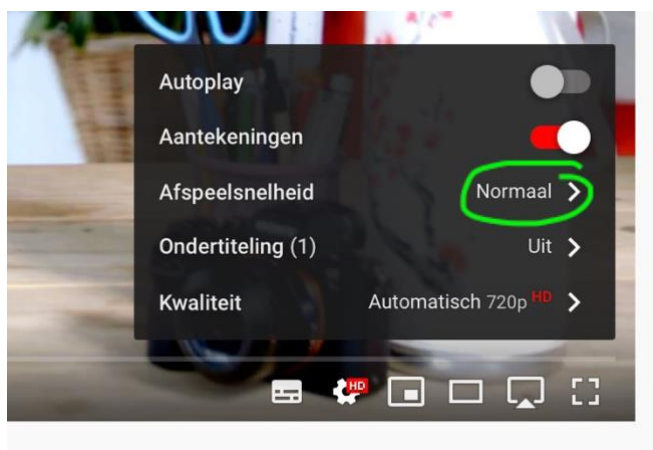 Autoplay
Aantekeningen
Afspeelsnelheid Normaal
Ondertiteling (1) Uit
Kwaliteit Automatisch 720p HD
HD